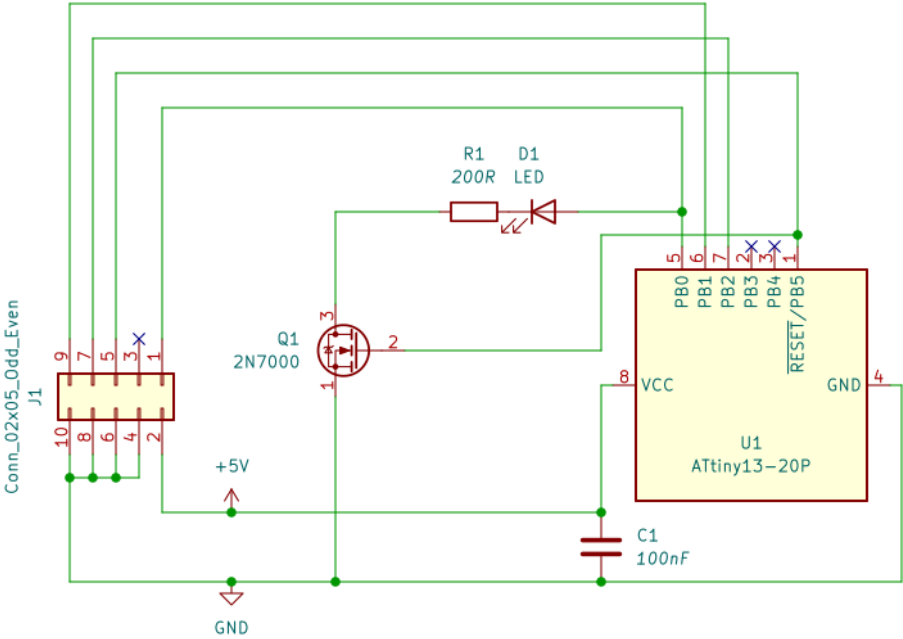 R1
200R
D1
LED
5
6
7
2
3
1
PB0
PB1
PB2
PB3
PB4
RESET/PB5
3
Q1
2N7000
2
1
8
VCC
GND
4
U1
ATtiny13-20P
Conn_02x05_Odd_Even
J1
9
7
5
3
1
10
8
6
4
2
+5V
C1
100nF
GND